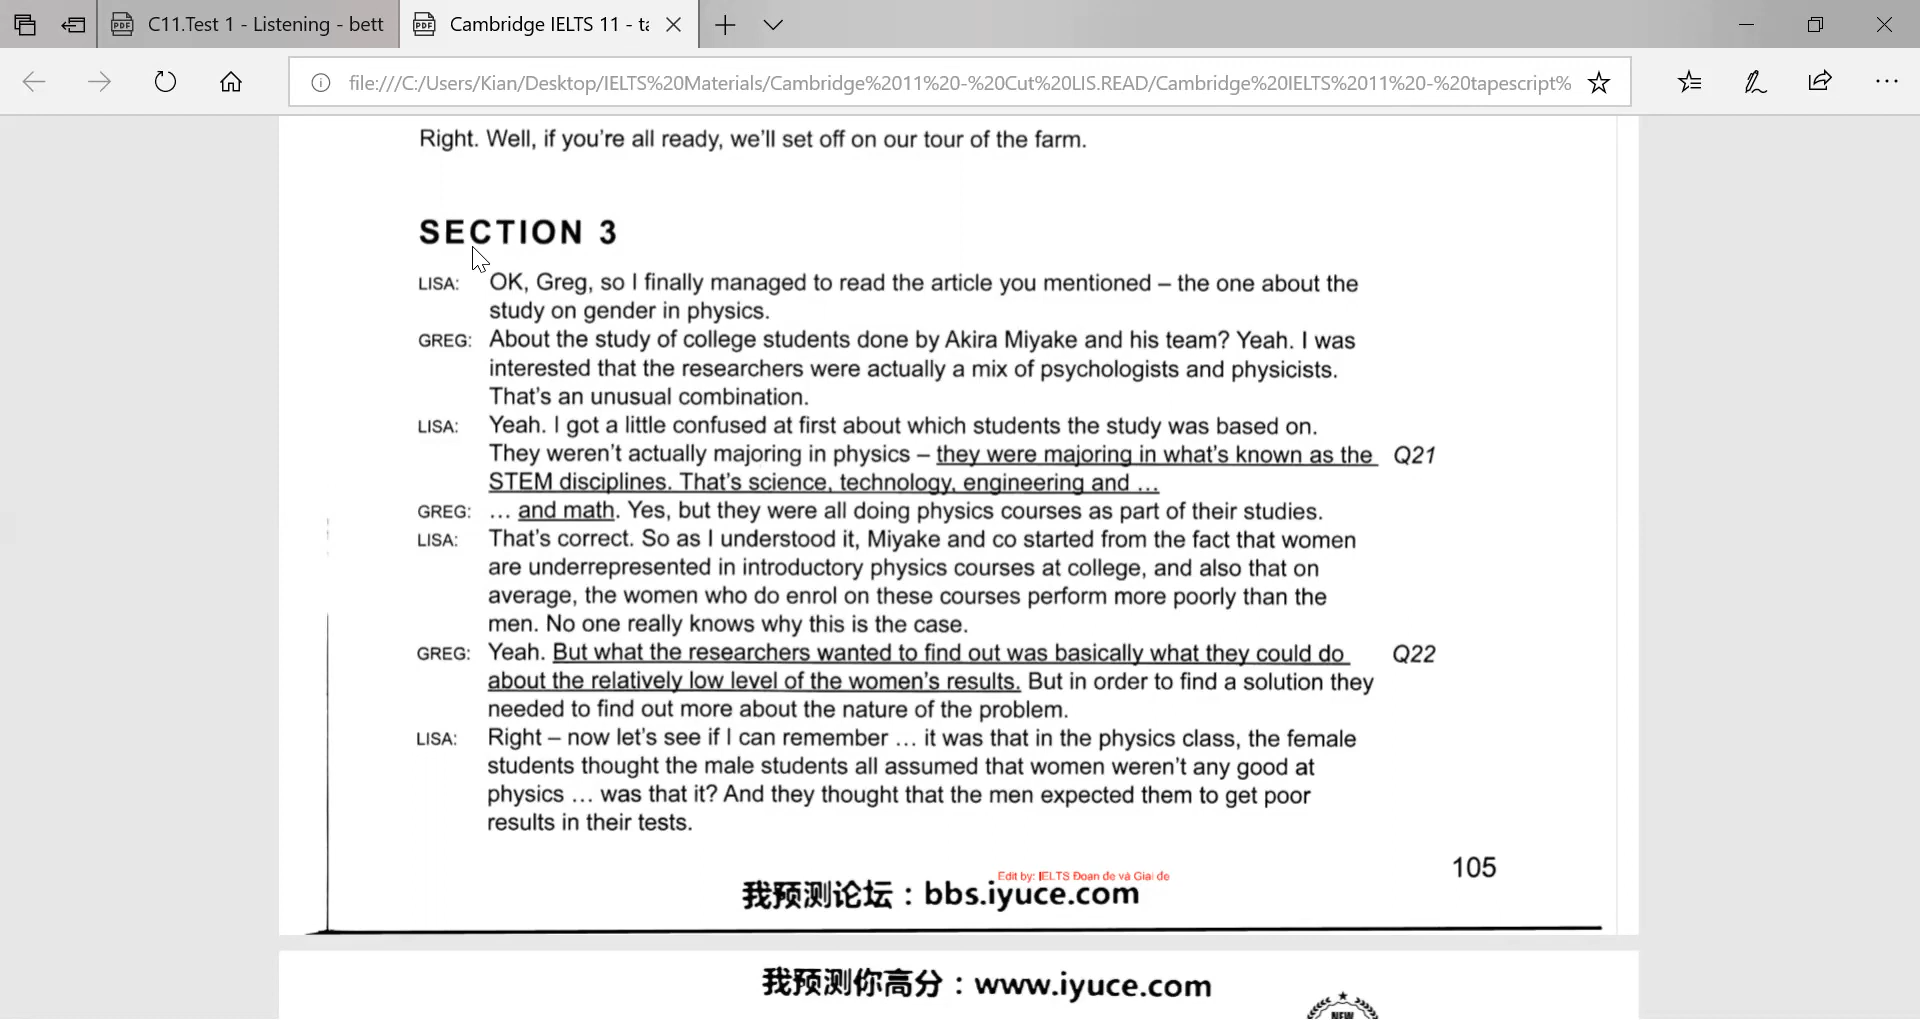 C11.Test 1 - Listening - bett
Cambridge IELTS 11 - ta
file:///C:/Users/Kian/Desktop/IELTS%20Materials/Cambridge%2011%20-%20Cut%20LIS.READ/Cambridge%20IELTS%2011%20-%20tapescript%
Right. Well, if you're all ready, we'll set off on our tour of the farm.
SECTION 3
LISA: OK, Greg, so I finally managed to read the article you mentioned – the one about the
study on gender in physics.
GREG: About the study of college students done by Akira Miyake and his team? Yeah. I was
interested that the researchers were actually a mix of psychologists and physicists.
That's an unusual combination.
LISA: Yeah. I got a little confused at first about which students the study was based on.
They weren't actually majoring in physics – they were majoring in what's known as the Q21
STEM disciplines. That's science, technology, engineering and ...
GREG: ... and math. Yes, but they were all doing physics courses as part of their studies.
LISA: That's correct. So as I understood it, Miyake and co started from the fact that women
are underrepresented in introductory physics courses at college, and also that on
average, the women who do enrol on these courses perform more poorly than the
men. No one really knows why this is the case.
GREG: Yeah. But what the researchers wanted to find out was basically what they could do Q22
about the relatively low level of the women's results. But in order to find a solution they
needed to find out more about the nature of the problem.
LISA: Right – now let's see if I can remember ... it was that in the physics class, the female
students thought the male students all assumed that women weren't any good at
physics ... was that it? And they thought that the men expected them to get poor
results in their tests.
105
Edit by: IELTS Đoan đe và Giai đe
我预测论坛：bbs.iyuce.com
我预测你高分：www.iyuce.com
NEW